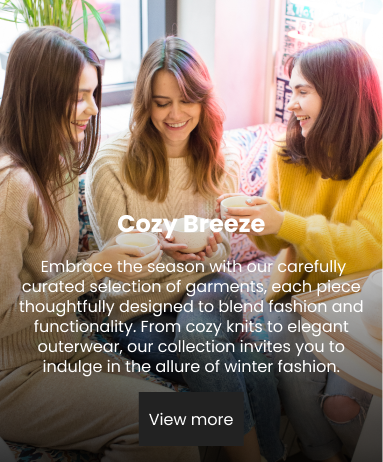 Cozy Breeze
Embrace the season with our carefully
curated selection of garments, each piece
thoughtfully designed to blend fashion and
functionality. From cozy knits to elegant
outerwear, our collection invites you to
indulge in the allure of winter fashion.
View more